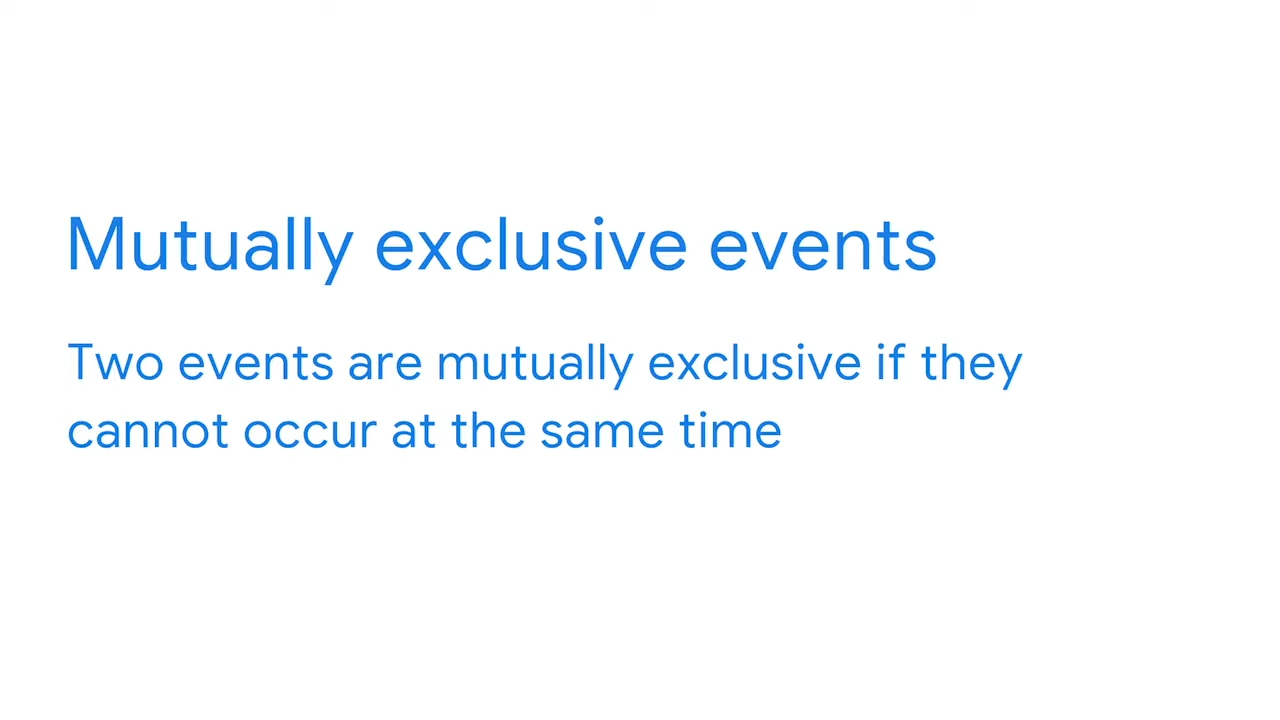 Mutually exclusive events
Two events are mutually exclusive if they
cannot occur at the same time